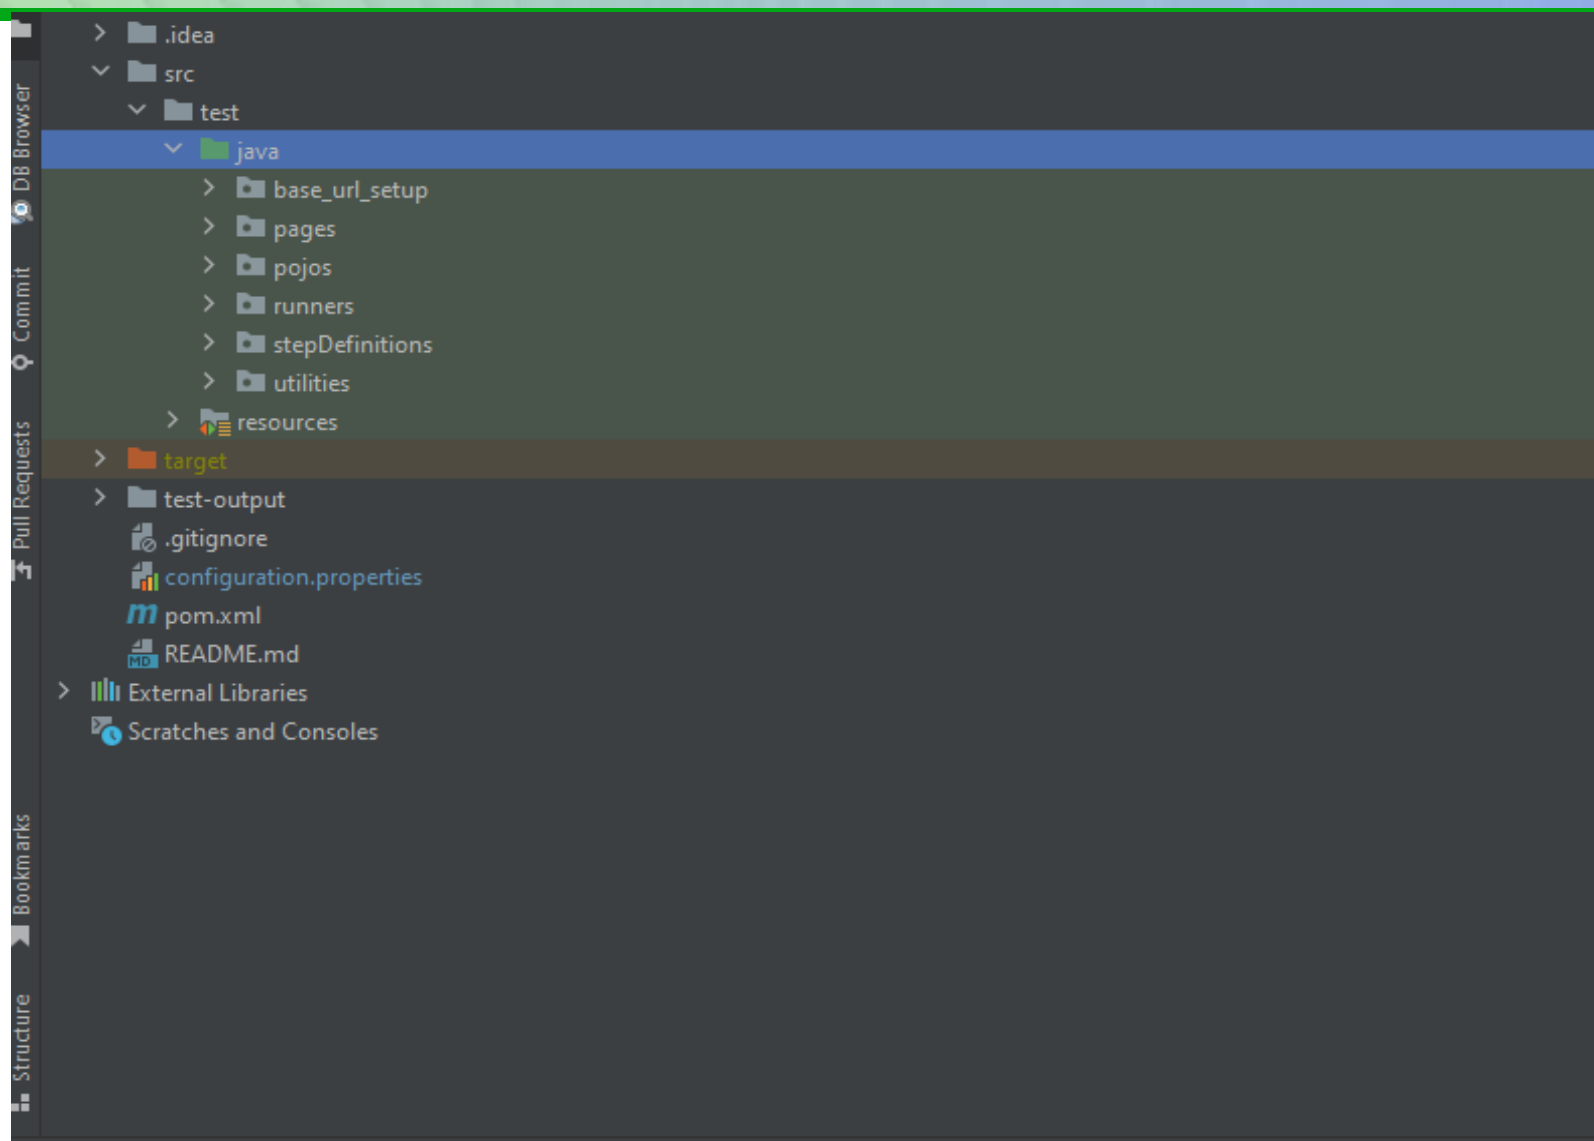 .idea
src
test
java
base_url_setup
pages
pojos
runners
stepDefinitions
utilities
resources
target
test-output
.gitignore
configuration.properties
m pom.xml
MD README.md
External Libraries
Scratches and Consoles
DB Browser
Commit
Pull Requests
Bookmarks
Structure